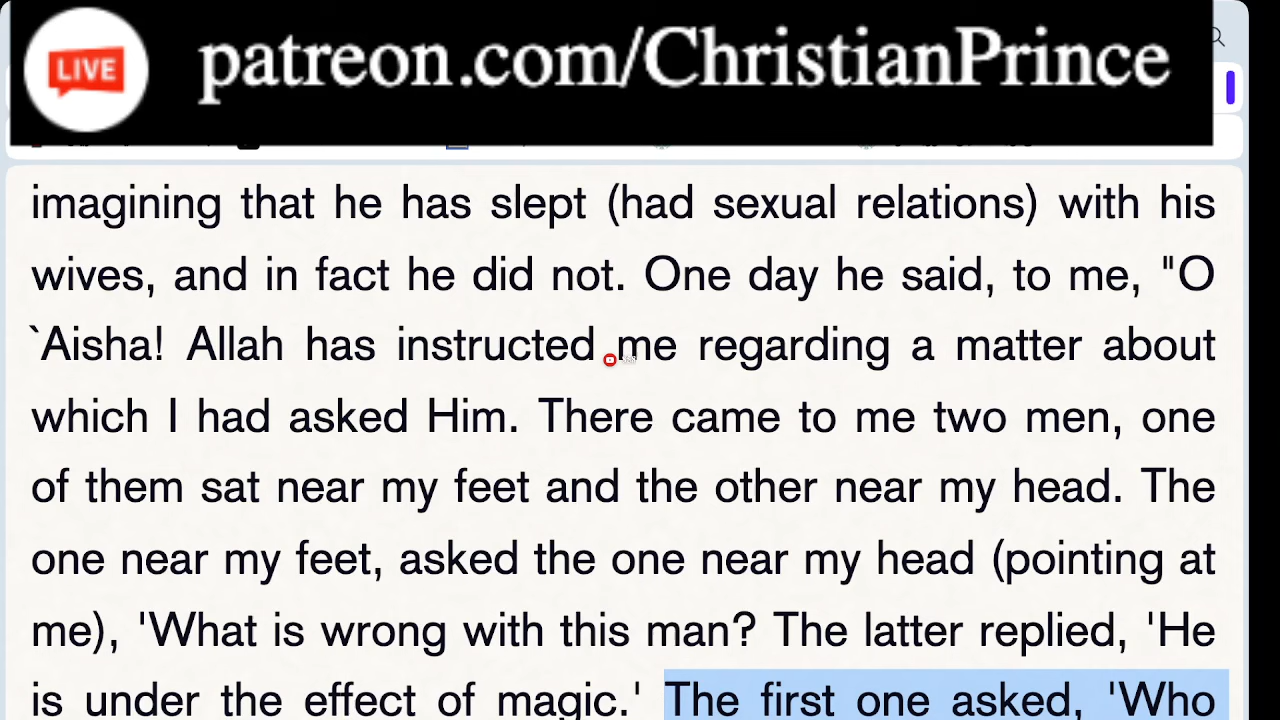 LIVE
patreon.com/ChristianPrince
imagining that he has slept (had sexual relations) with his
wives, and in fact he did not. One day he said, to me, "O
`Aisha! Allah has instructed me regarding a matter about
which I had asked Him. There came to me two men, one
of them sat near my feet and the other near my head. The
one near my feet, asked the one near my head (pointing at
me), 'What is wrong with this man? The latter replied, 'He
is under the effect of magic.' The first one asked, 'Who